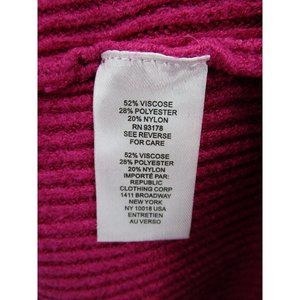 52% VISCOSE
28% POLYESTER
20% NYLON
RN 93178
SEE REVERSE
FOR CARE
52% VISCOSE
28% POLYESTER
20% NYLON
IMPORTÉ PAR:
REPUBLIC
CLOTHING CORP
1411 BROADWAY
NEW YORK
NY 10018 USA
ENTRETIEN
AU VERSO